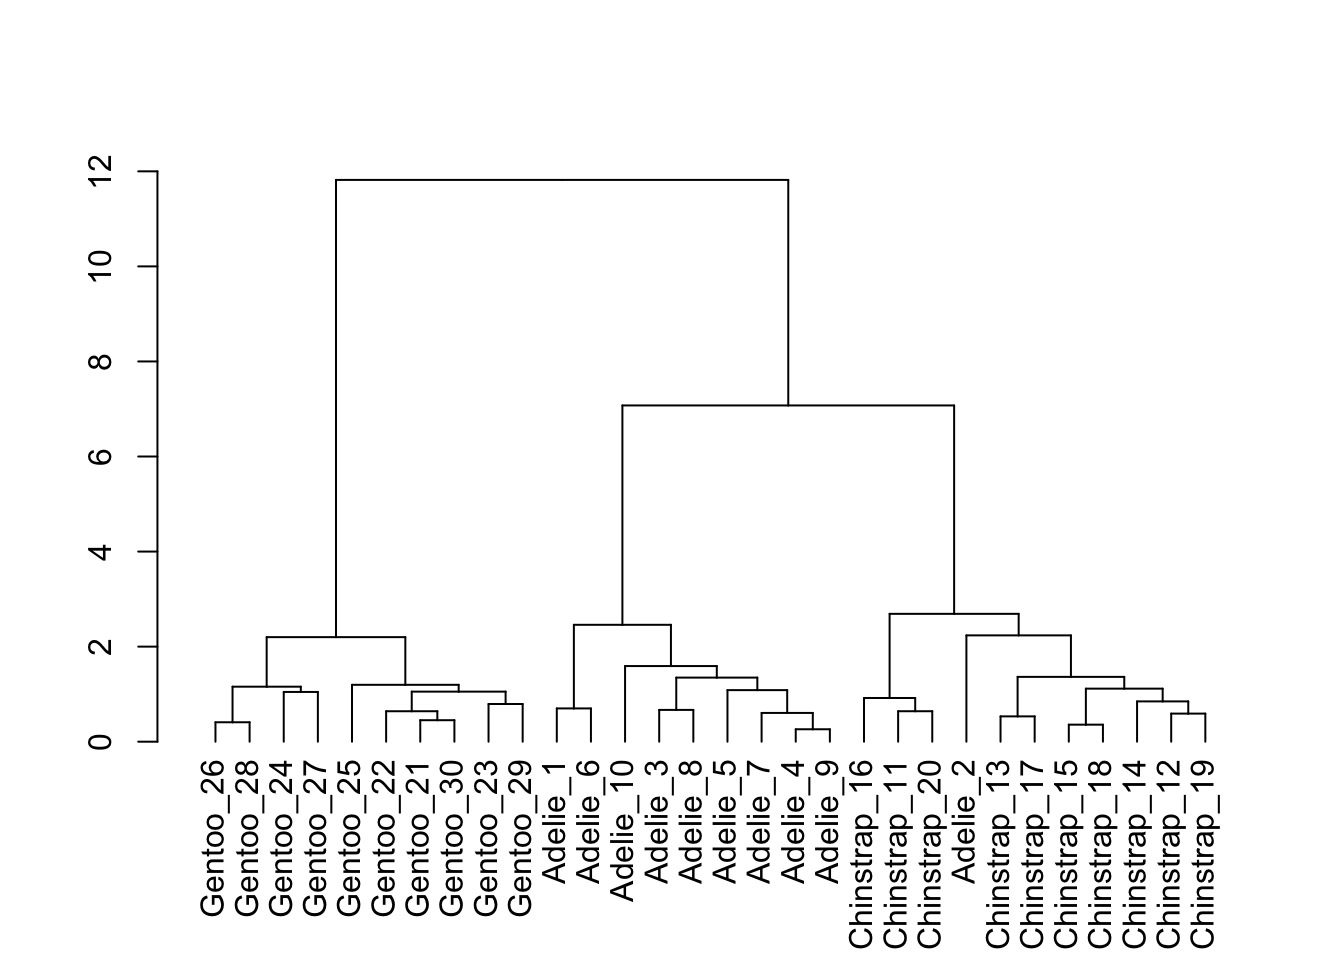 12
10
8
6
4
2
0
Gentoo_26
Gentoo_28
Gentoo_24
Gentoo_27
Gentoo_25
Gentoo_22
Gentoo_21
Gentoo_30
Gentoo_23
Gentoo_29
Adelie_1
Adelie_6
Adelie_10
Adelie_3
Adelie_8
Adelie_5
Adelie_7
Adelie_4
Adelie_9
Chinstrap_16
Chinstrap_11
Chinstrap_20
Adelie_2
Chinstrap_13
Chinstrap_17
Chinstrap_15
Chinstrap_18
Chinstrap_14
Chinstrap_12
Chinstrap_19